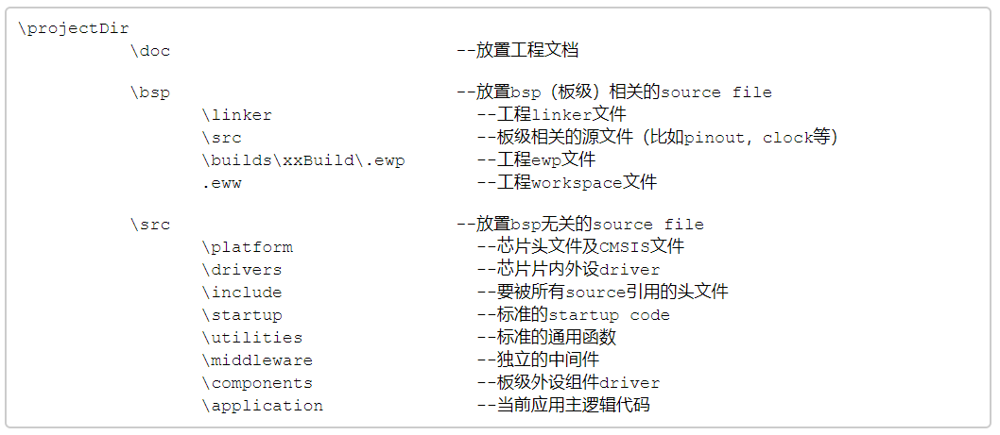 \projectDir
\doc --放置工程文档
\bsp --放置bsp（板级）相关的source file
\linker --工程linker文件
\src --板级相关的源文件（比如pinout, clock等）
\builds\xxBuild\.ewp --工程ewp文件
.eww --工程workspace文件
\src --放置bsp无关的source file
\platform --芯片头文件及CMSIS文件
\drivers --芯片片内外设driver
\include --要被所有source引用的头文件
\startup --标准的startup code
\utilities --标准的通用函数
\middleware --独立的中间件
\components --板级外设组件driver
\application --当前应用主逻辑代码